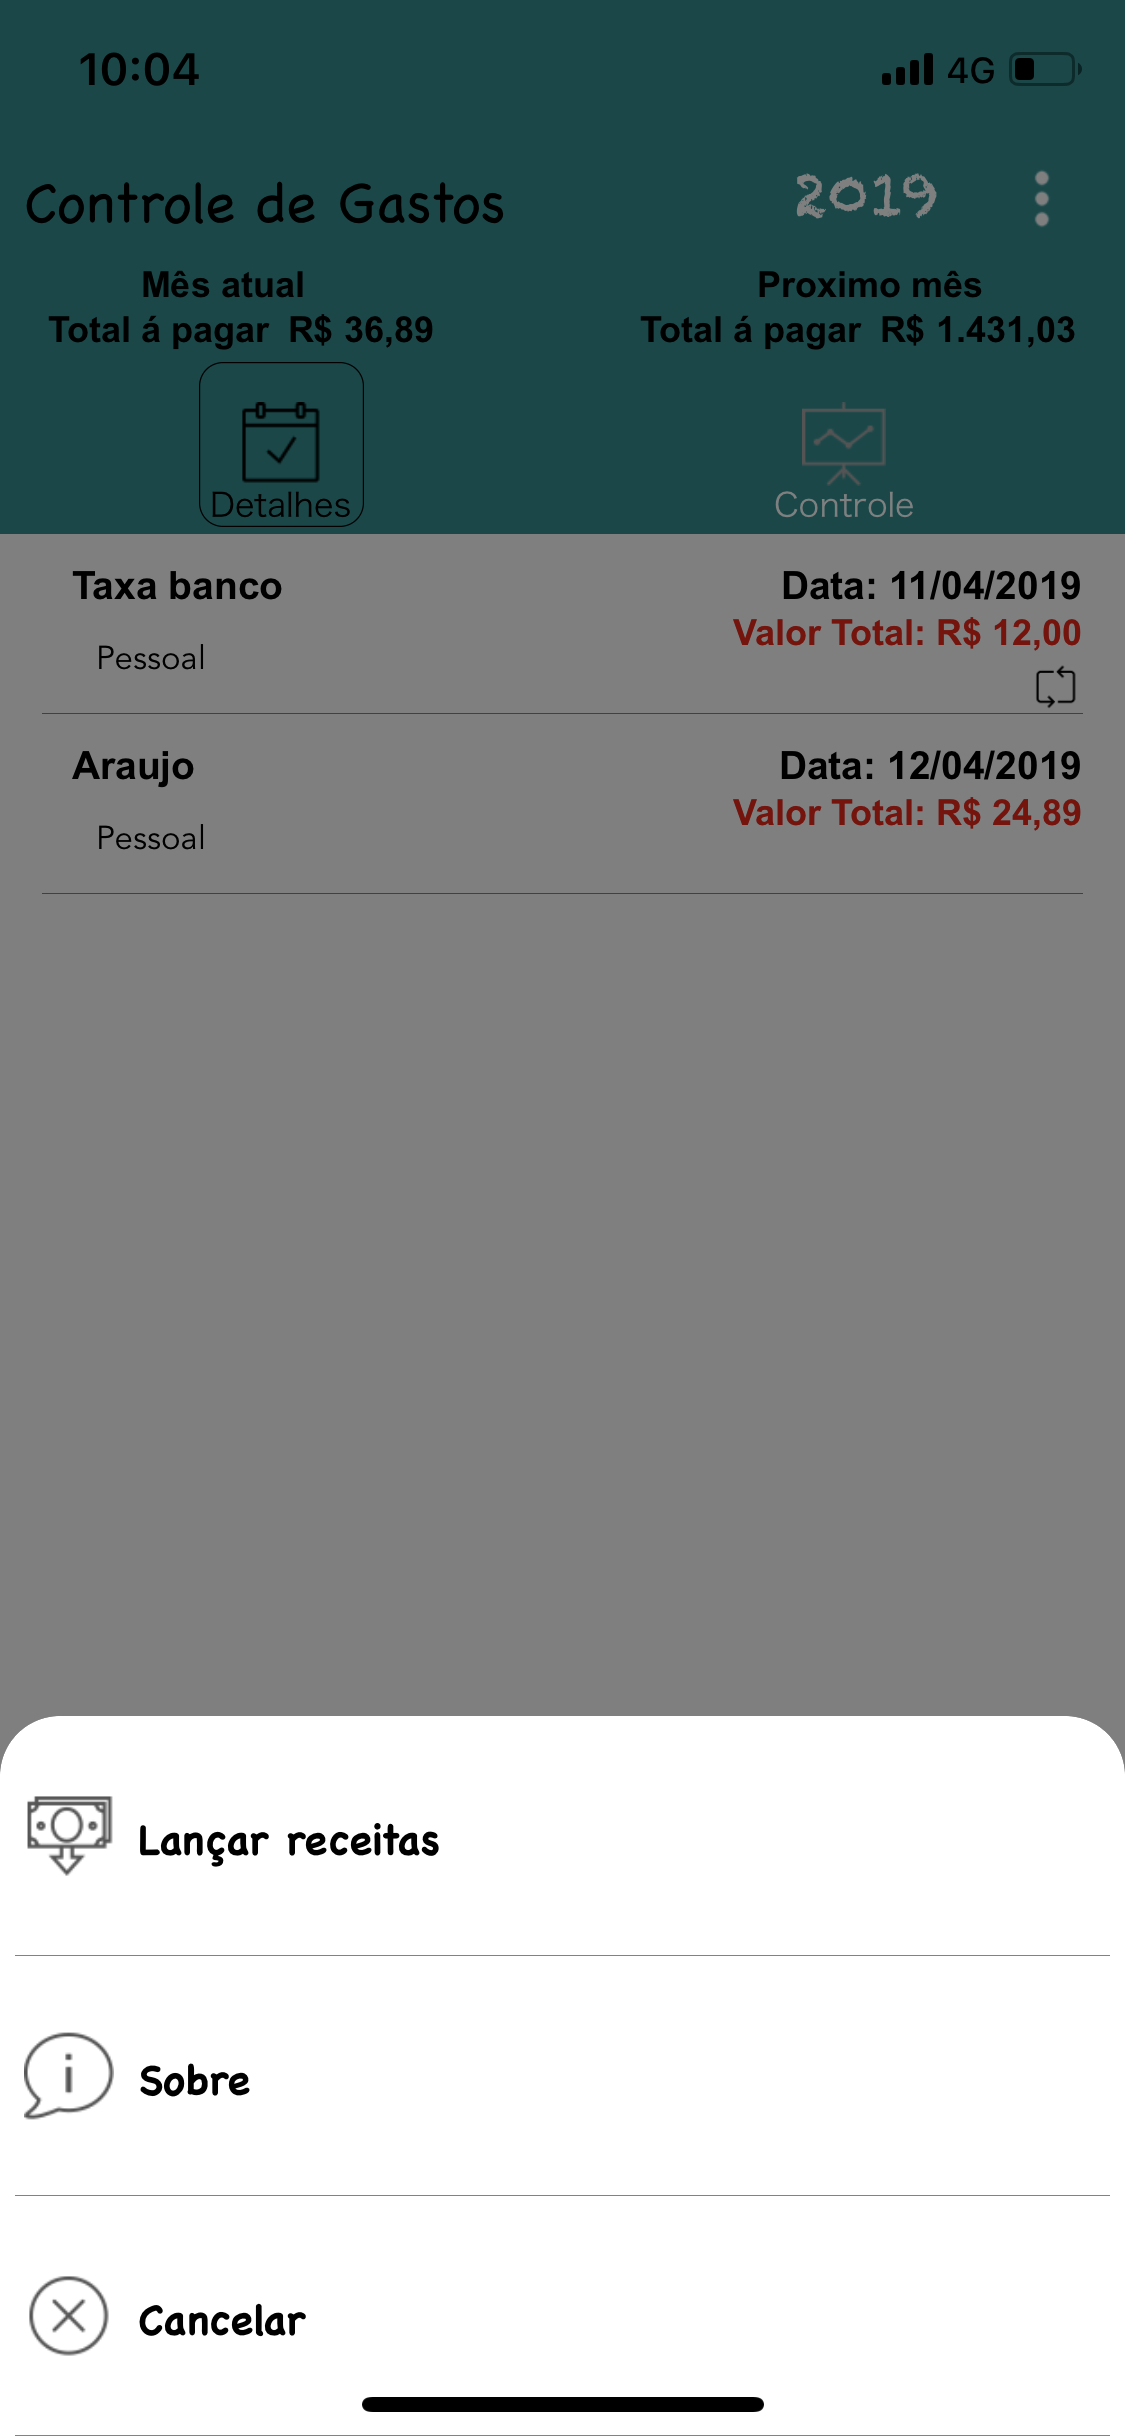 10:04 4G
Controle de Gastos 2019
Mês atual Proximo mês
Total á pagar R$ 36,89 Total á pagar R$ 1.431,03
Detalhes Controle
Taxa banco Data: 11/04/2019
Valor Total: R$ 12,00
Pessoal
Araujo Data: 12/04/2019
Valor Total: R$ 24,89
Pessoal
Lançar receitas
Sobre
Cancelar